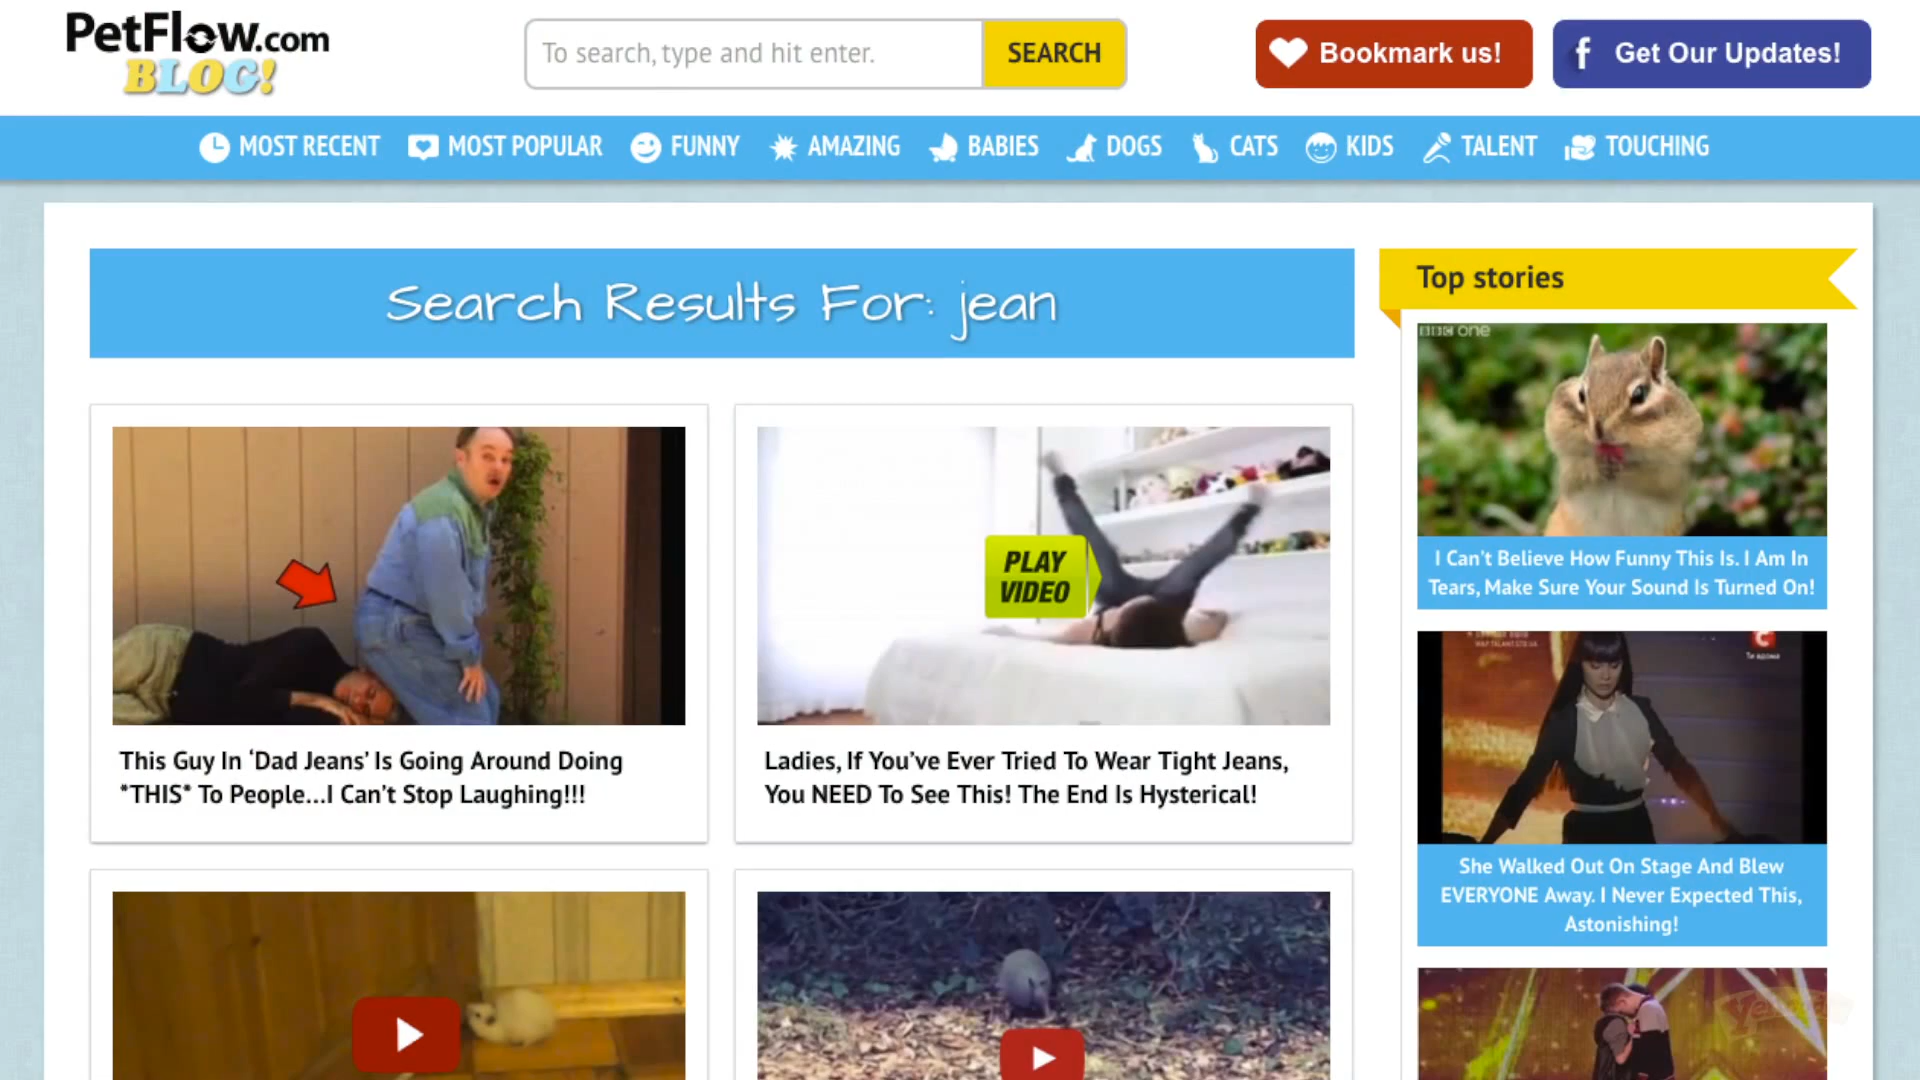 PetFlow.com
BLOG!
To search, type and hit enter.
SEARCH
Bookmark us!
Get Our Updates!
MOST RECENT
MOST POPULAR
FUNNY
AMAZING
BABIES
DOGS
CATS
KIDS
TALENT
TOUCHING
Search Results For: jean
PLAY
VIDEO
This Guy In ‘Dad Jeans’ Is Going Around Doing
*THIS* To People...I Can’t Stop Laughing!!!
Ladies, If You’ve Ever Tried To Wear Tight Jeans,
You NEED To See This! The End Is Hysterical!
Top stories
BBC one
I Can't Believe How Funny This Is. I Am In
Tears, Make Sure Your Sound Is Turned On!
She Walked Out On Stage And Blew
EVERYONE Away. I Never Expected This,
Astonishing!